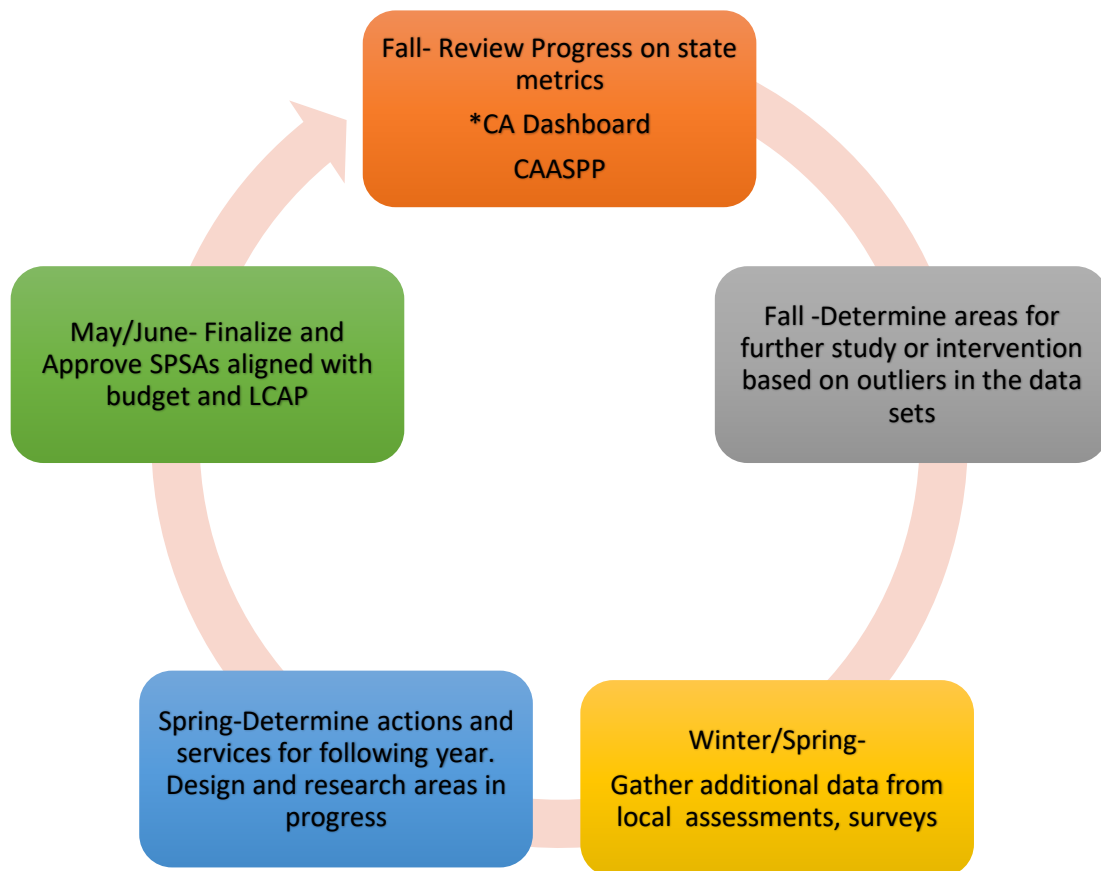 Fall- Review Progress on state
metrics
*CA Dashboard
CAASPP
Fall -Determine areas for
further study or intervention
based on outliers in the data
sets
Winter/Spring-
Gather additional data from
local  assessments, surveys
Spring-Determine actions and
services for following year.
Design and research areas in
progress
May/June- Finalize and
Approve SPSAs aligned with
budget and LCAP